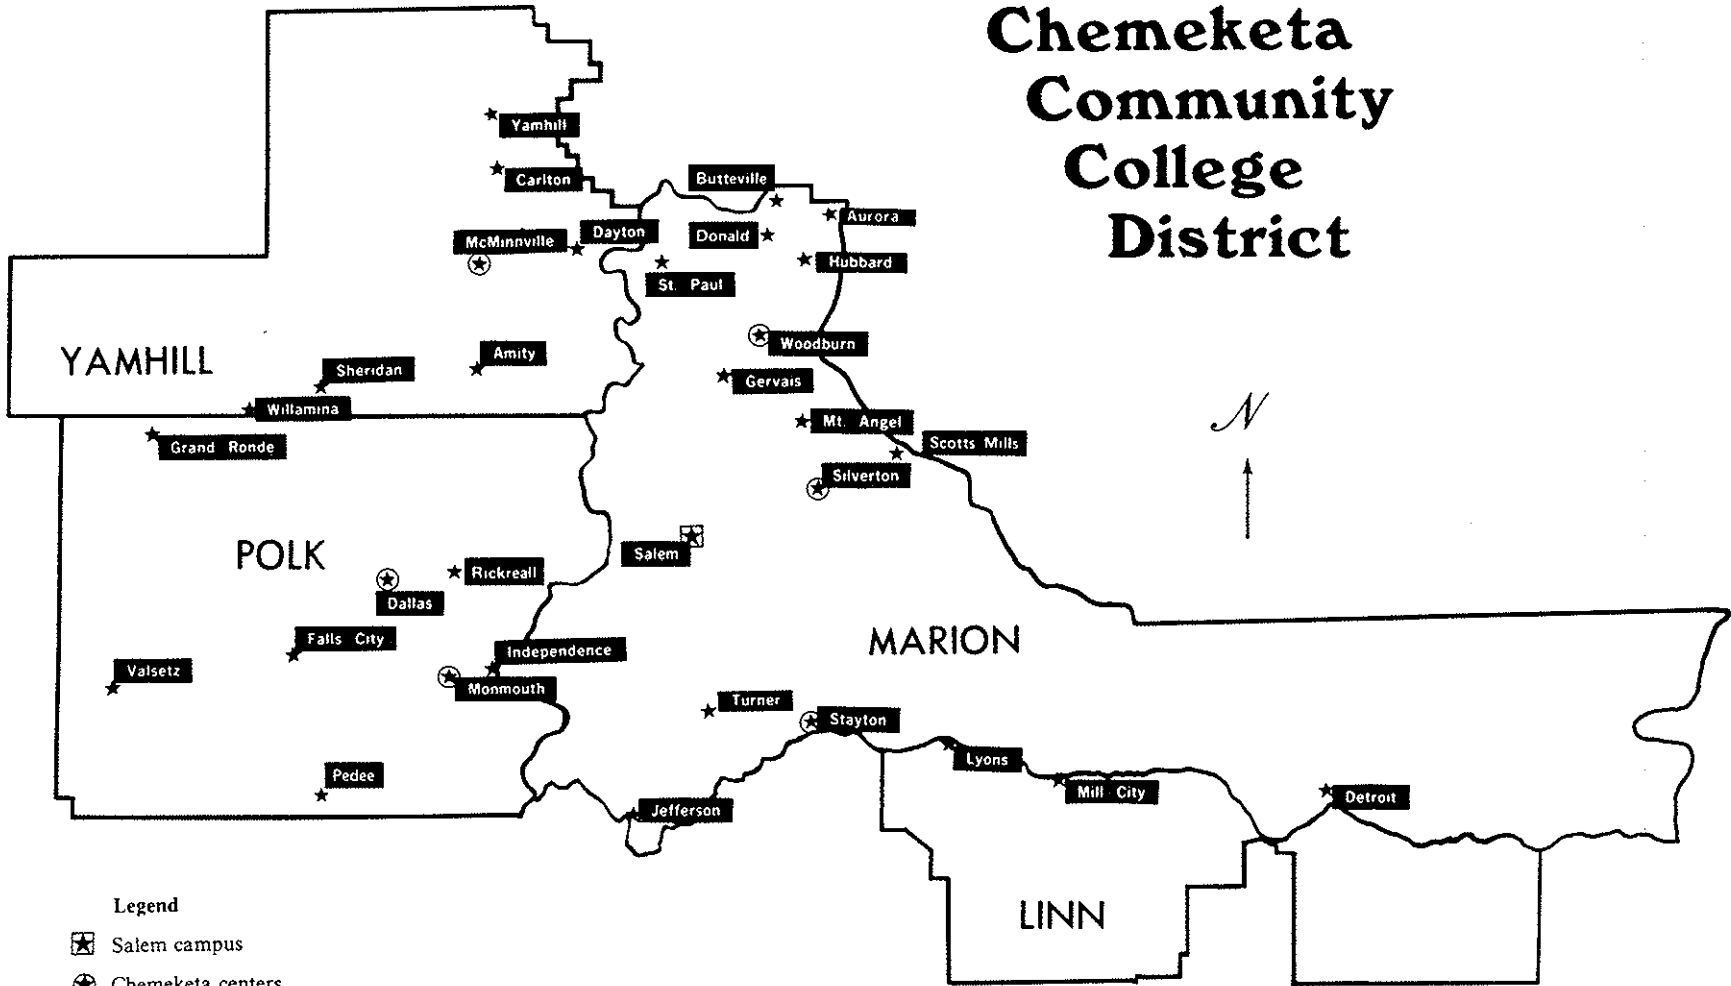 Chemeketa
Community
College
District
Yamhill
Carlton
Butteville
Aurora
Dayton
Donald
McMinnville
Hubbard
St. Paul
Woodburn
YAMHILL
Amity
Sheridan
Gervais
Willamina
Mt. Angel
N
Grand Ronde
Scotts Mills
Silverton
Salem
POLK
Rickreall
Dallas
Falls City
MARION
Independence
Valsetz
Monmouth
Turner
Stayton
Lyons
Pedee
Mill City
Detroit
Jefferson
Legend
LINN
Salem campus
Chemeketa centers